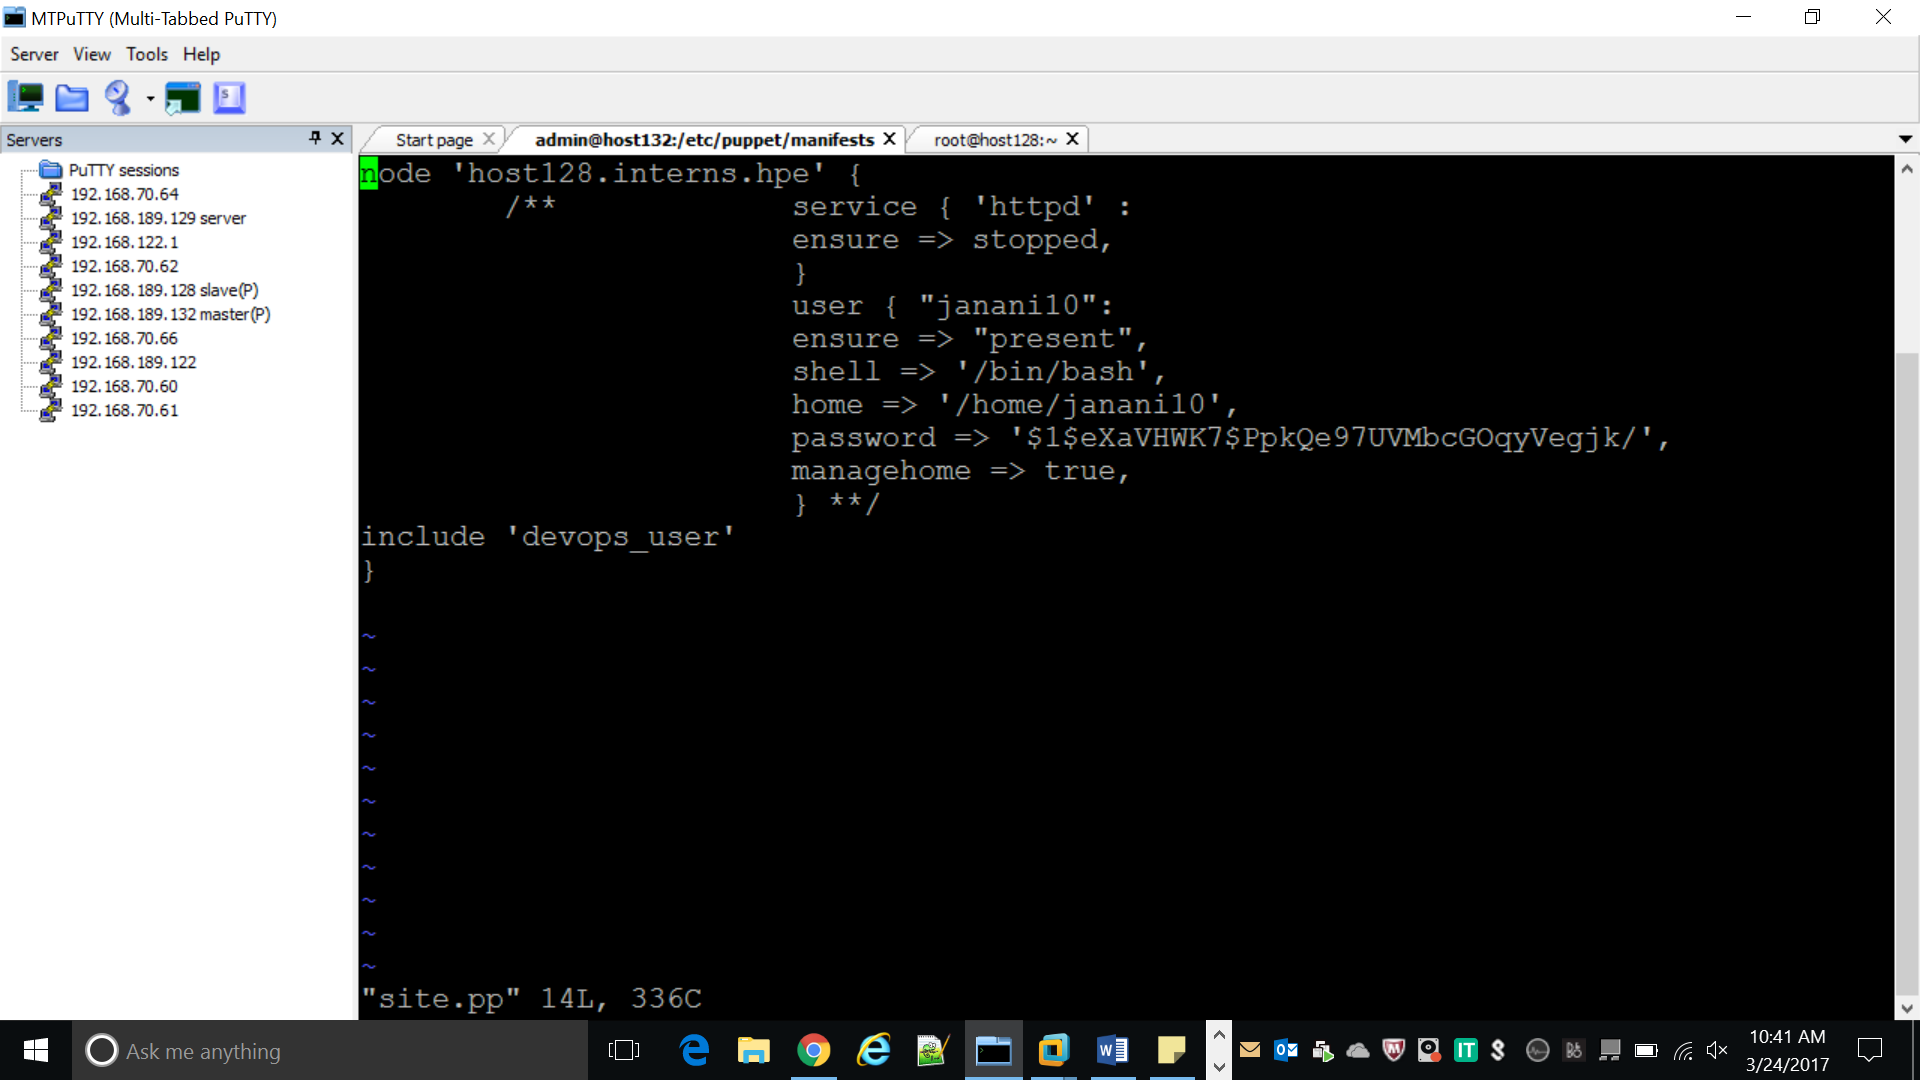 MTPuTTY (Multi-Tabbed PuTTY)
Server View Tools Help
Servers
Start page
admin@host132:/etc/puppet/manifests
root@host128:~
PuTTY sessions
192.168.70.64
192.168.189.129 server
192.168.122.1
192.168.70.62
192.168.189.128 slave(P)
192.168.189.132 master(P)
192.168.70.66
192.168.189.122
192.168.70.60
192.168.70.61
node 'host128.interns.hpe' {
/** service { 'httpd' :
ensure => stopped,
}
user { "janani10":
ensure => "present",
shell => '/bin/bash',
home => '/home/janani10',
password => '$1$eXaVHWK7$PpkQe97UVMbcGOqyVegjk/',
managehome => true,
} **/
include 'devops_user'
}
~
~
~
~
~
~
~
~
~
~
~
"site.pp" 14L, 336C
Ask me anything
10:41 AM
3/24/2017